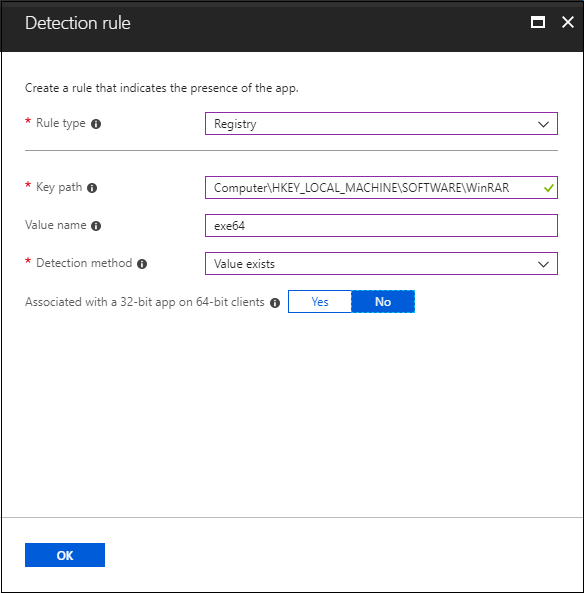 Detection rule
Create a rule that indicates the presence of the app.
* Rule type
Registry
* Key path
Computer\HKEY_LOCAL_MACHINE\SOFTWARE\WinRAR
Value name
exe64
* Detection method
Value exists
Associated with a 32-bit app on 64-bit clients
Yes
No
OK